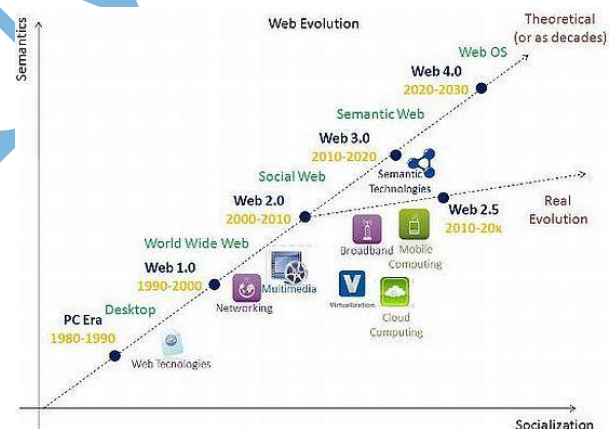 Web Evolution
Theoretical
(or as decades)
Semantics
Web OS
Web 4.0
2020-2030
Semantic Web
Web 3.0
2010-2020
Semantic
Technologies
Social Web
Web 2.0
2000-2010
Web 2.5
2010-20x
Real
Evolution
Broadband
Mobile
Computing
World Wide Web
Web 1.0
1990-2000
Multimedia
Networking
Virtualization
Cloud
Computing
Desktop
PC Era
1980-1990
Web Tecnologies
Socialization